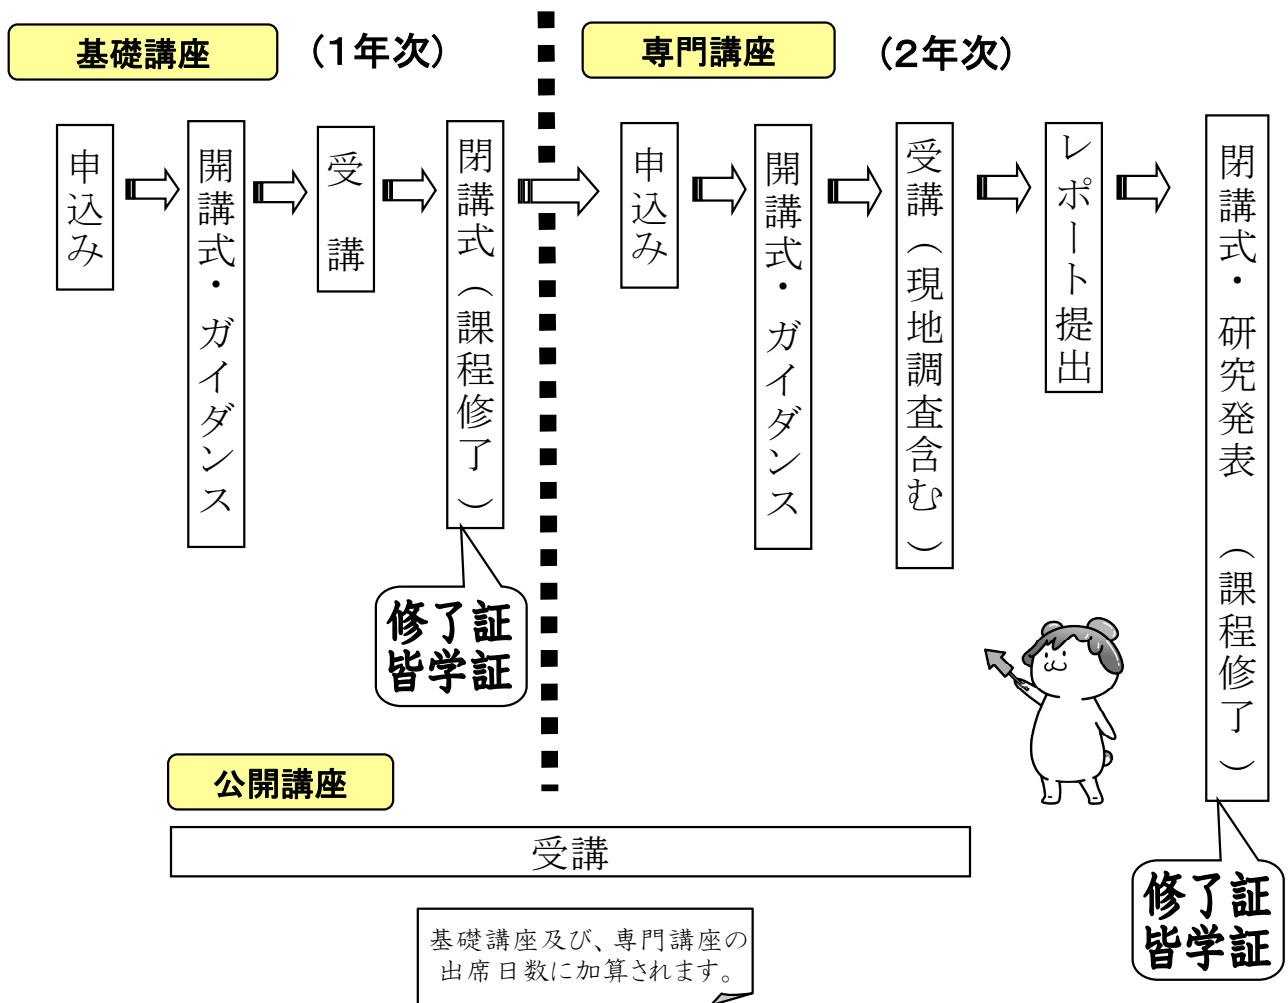 基礎講座
(1年次)
申込み
開講式・ガイダンス
受講
閉講式(課程修了)
修了証
皆学証
専門講座
(2年次)
申込み
開講式・ガイダンス
受講(現地調査含む)
レポート提出
閉講式・研究発表 (課程修了)
修了証
皆学証
公開講座
受講
基礎講座及び、専門講座の
出席日数に加算されます。